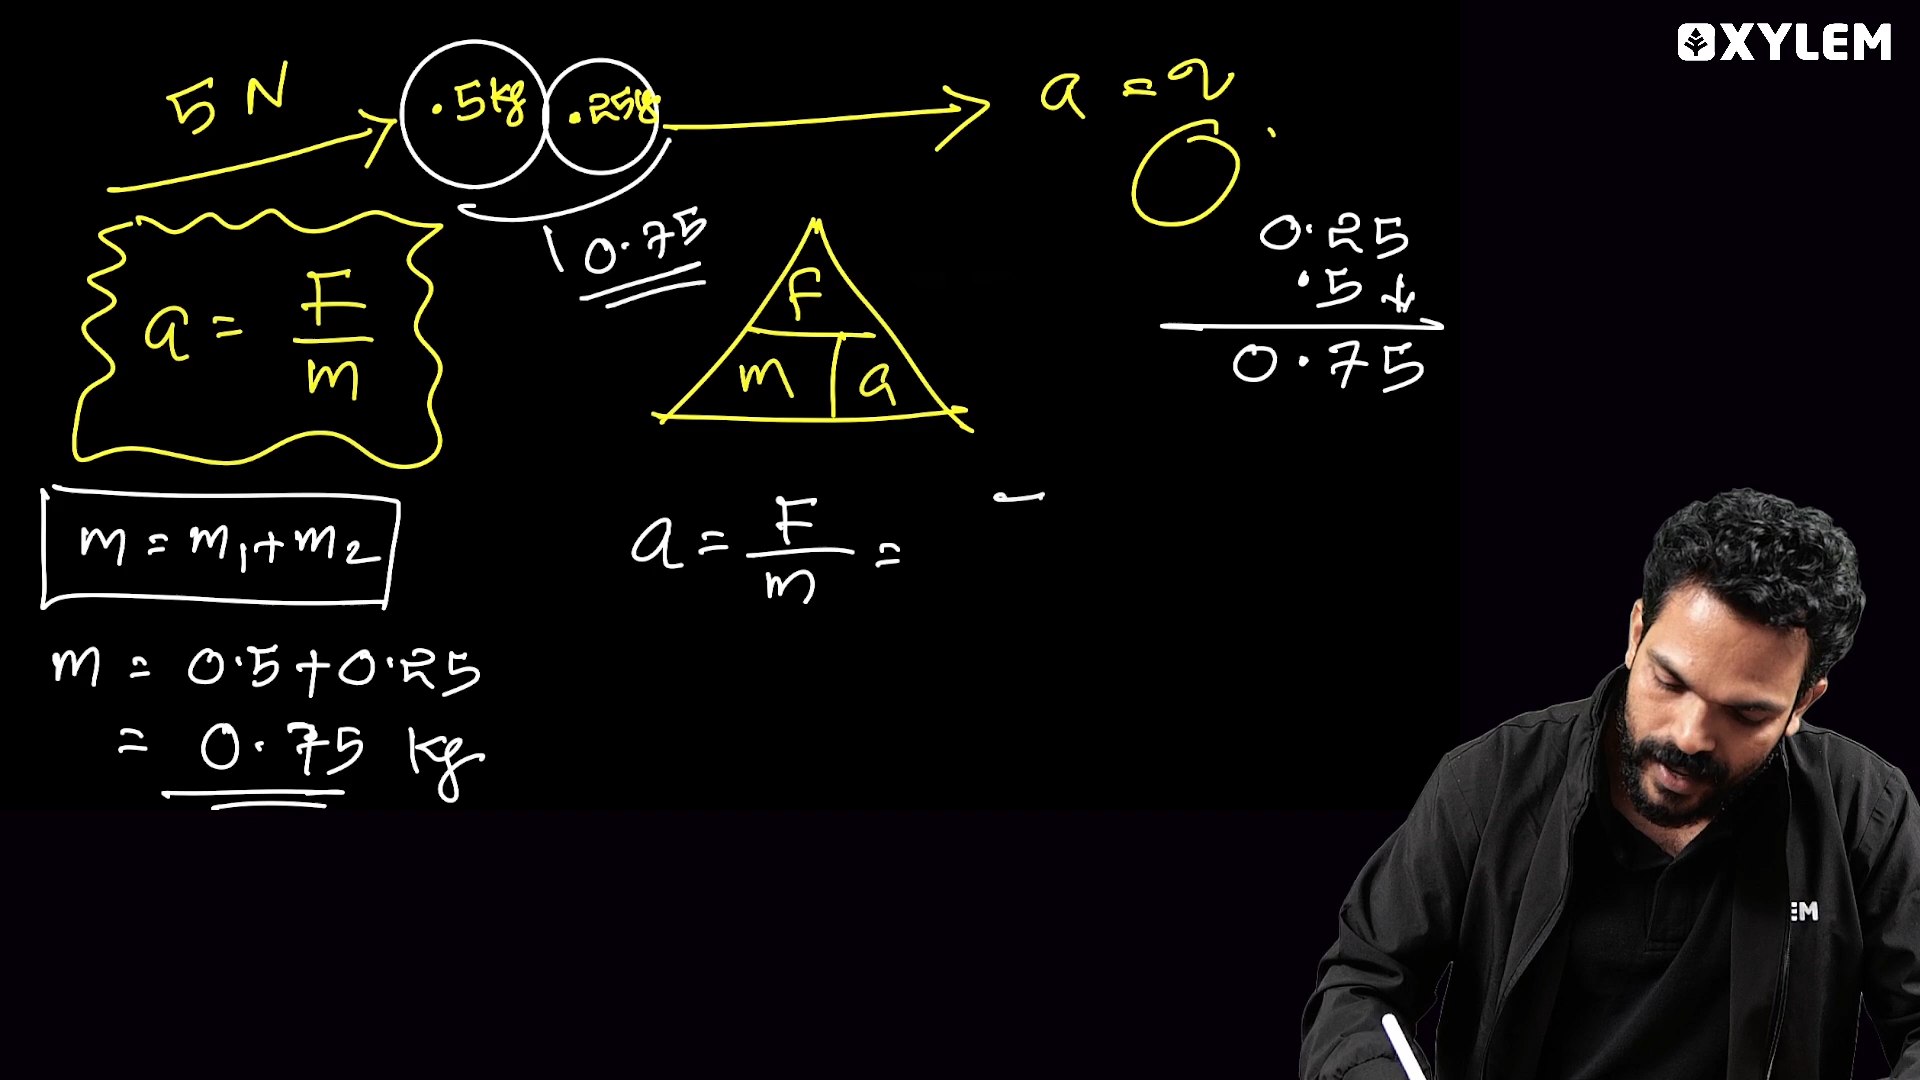 XYLEM
5 N
.5kg
.25kg
a = ?
0.75
a = F/m
F
m a
0.25
.5 +
0.75
m = m₁+m₂
a = F/m =
m = 0.5+0.25
= 0.75 kg
EM